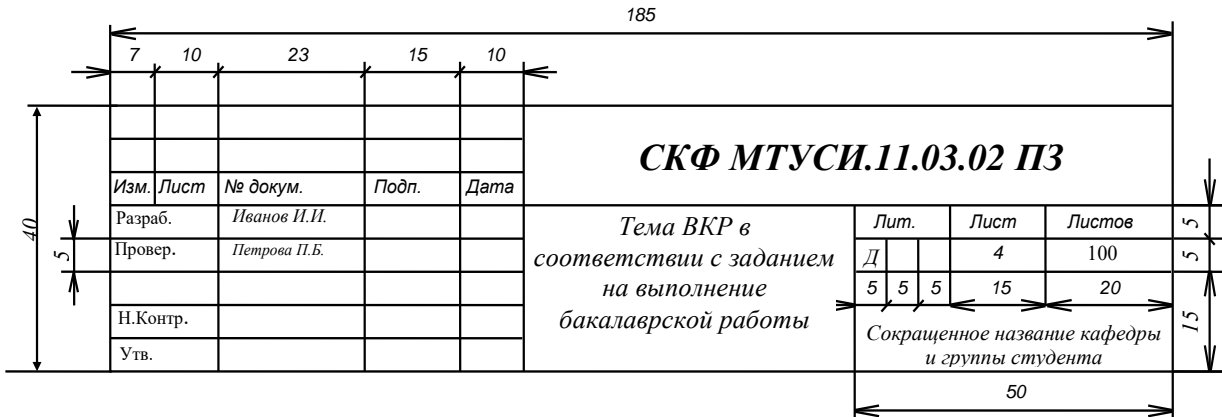 185
7 10 23 15 10
СКФ МТУСИ.11.03.02 ПЗ
Изм. Лист № докум. Подп. Дата
40
Разраб. Иванов И.И.
Провер. Петрова П.Б.
5
Н.Контр.
Утв.
Тема ВКР в
соответствии с заданием
на выполнение
бакалаврской работы
Лит. Лист Листов 5
Д 4 100 5
5 5 5 15 20
15
Сокращенное название кафедры
и группы студента
50